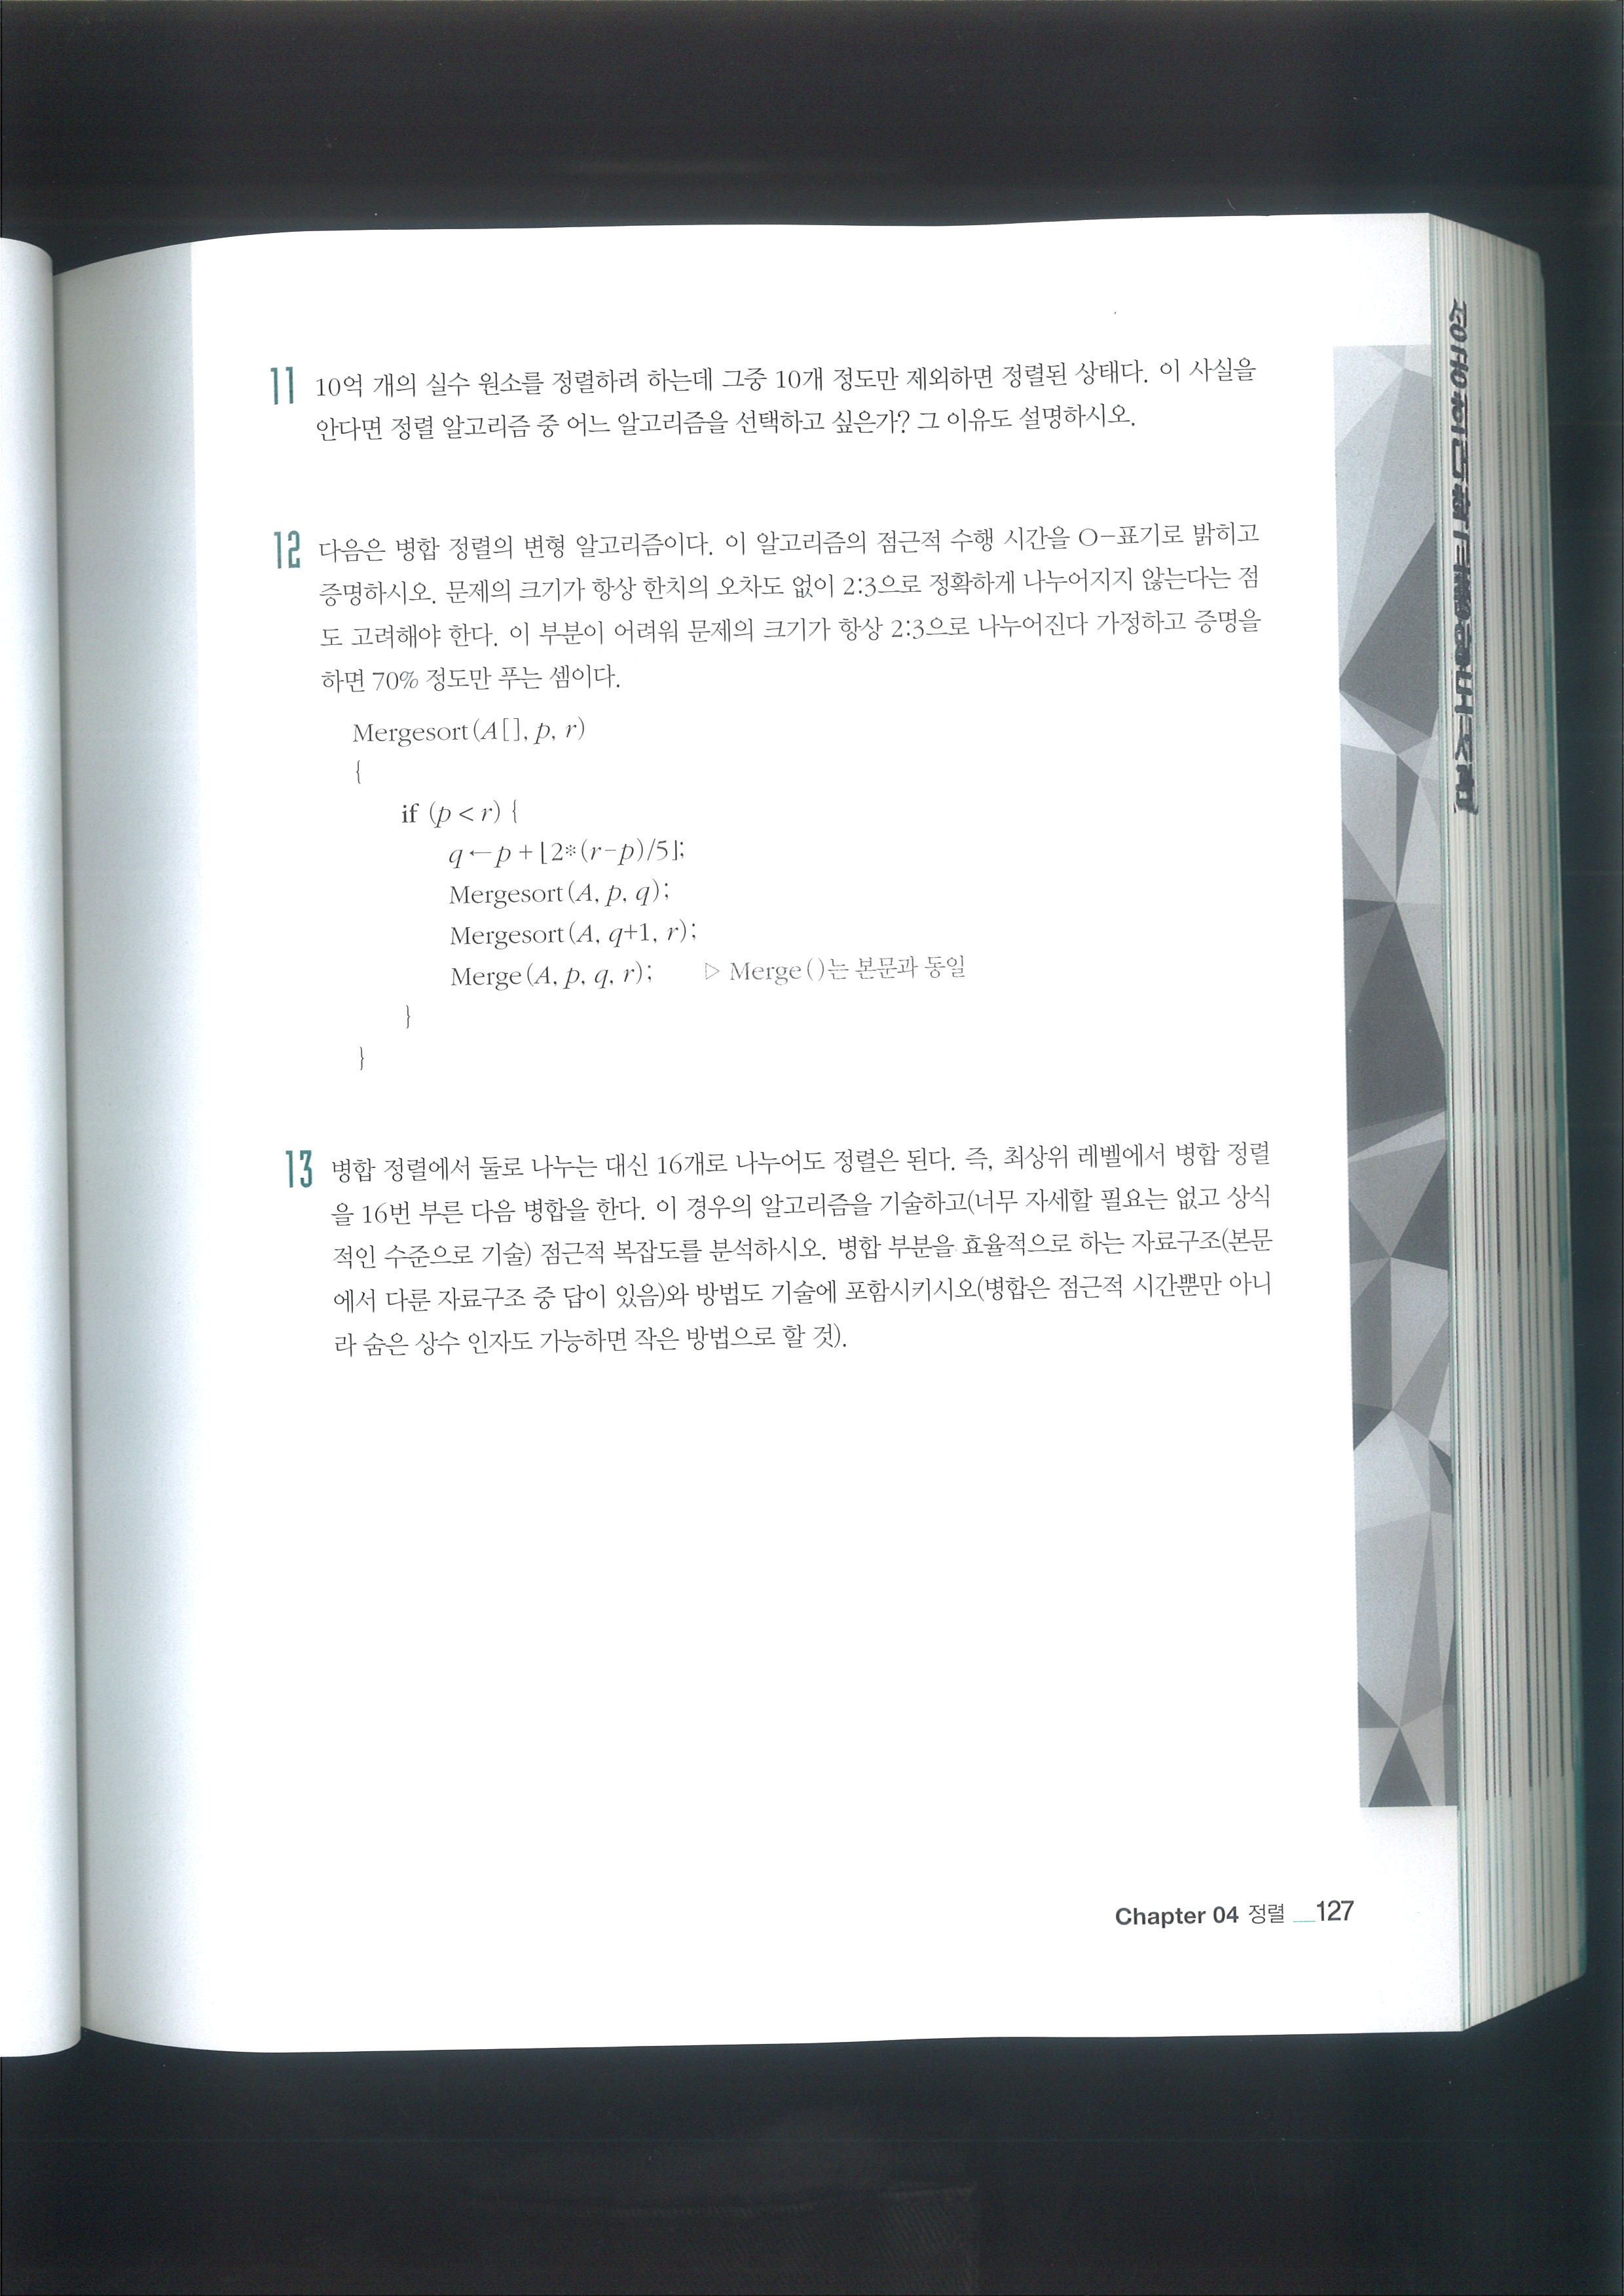 11 10억 개의 실수 원소를 정렬하려 하는데 그중 10개 정도만 제외하면 정렬된 상태다. 이 사실을
안다면 정렬 알고리즘 중 어느 알고리즘을 선택하고 싶은가? 그 이유도 설명하시오.
12 다음은 병합 정렬의 변형 알고리즘이다. 이 알고리즘의 점근적 수행 시간을 O-표기로 밝히고
증명하시오. 문제의 크기가 항상 한치의 오차도 없이 2:3으로 정확하게 나누어지지 않는다는 점
도 고려해야 한다. 이 부분이 어려워 문제의 크기가 항상 2:3으로 나누어진다 가정하고 증명을
하면 70% 정도만 푸는 셈이다.
Mergesort(A[], p, r)
{
if (p < r) {
q ← p + ⌊2*(r-p)/5⌋;
Mergesort(A, p, q);
Mergesort(A, q+1, r);
Merge(A, p, q, r); ▷ Merge()는 본문과 동일
}
}
13 병합 정렬에서 둘로 나누는 대신 16개로 나누어도 정렬은 된다. 즉, 최상위 레벨에서 병합 정렬
을 16번 부른 다음 병합을 한다. 이 경우의 알고리즘을 기술하고(너무 자세할 필요는 없고 상식
적인 수준으로 기술) 점근적 복잡도를 분석하시오. 병합 부분을 효율적으로 하는 자료구조(본문
에서 다룬 자료구조 중 답이 있음)와 방법도 기술에 포함시키시오(병합은 점근적 시간뿐만 아니
라 숨은 상수 인자도 가능하면 작은 방법으로 할 것).
Chapter 04 정렬 __127